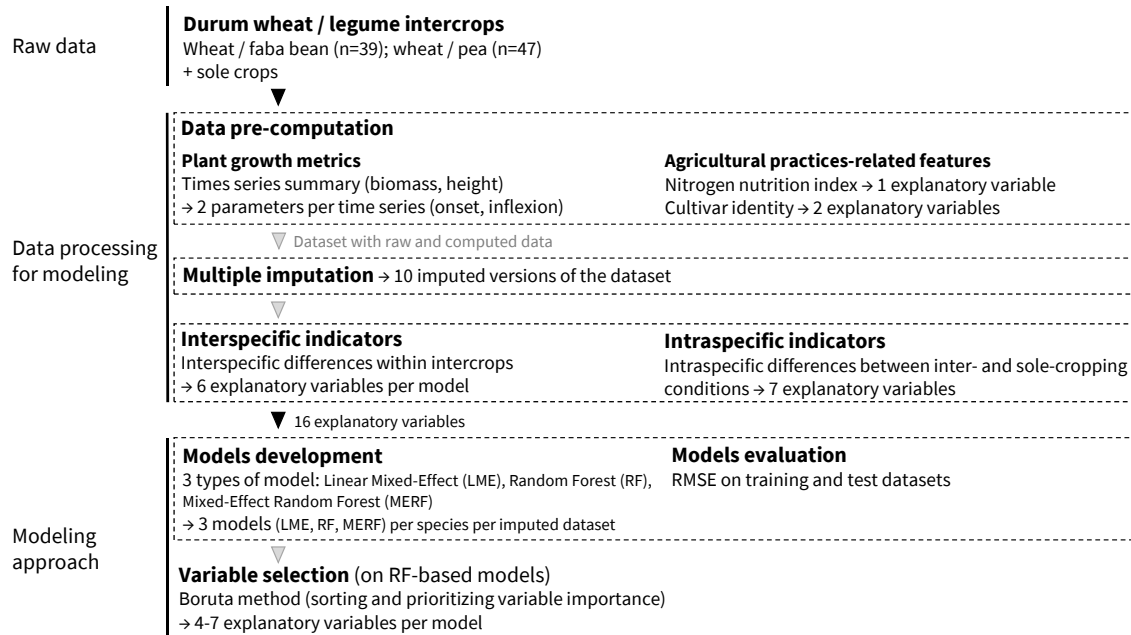 Raw data
Durum wheat / legume intercrops
Wheat / faba bean (n=39); wheat / pea (n=47)
+ sole crops
Data processing
for modeling
Data pre-computation
Plant growth metrics
Times series summary (biomass, height)
→ 2 parameters per time series (onset, inflexion)
Agricultural practices-related features
Nitrogen nutrition index → 1 explanatory variable
Cultivar identity → 2 explanatory variables
Dataset with raw and computed data
Multiple imputation → 10 imputed versions of the dataset
Interspecific indicators
Interspecific differences within intercrops
→ 6 explanatory variables per model
Intraspecific indicators
Intraspecific differences between inter- and sole-cropping
conditions → 7 explanatory variables
16 explanatory variables
Modeling
approach
Models development
3 types of model: Linear Mixed-Effect (LME), Random Forest (RF),
Mixed-Effect Random Forest (MERF)
→ 3 models (LME, RF, MERF) per species per imputed dataset
Models evaluation
RMSE on training and test datasets
Variable selection (on RF-based models)
Boruta method (sorting and prioritizing variable importance)
→ 4-7 explanatory variables per model